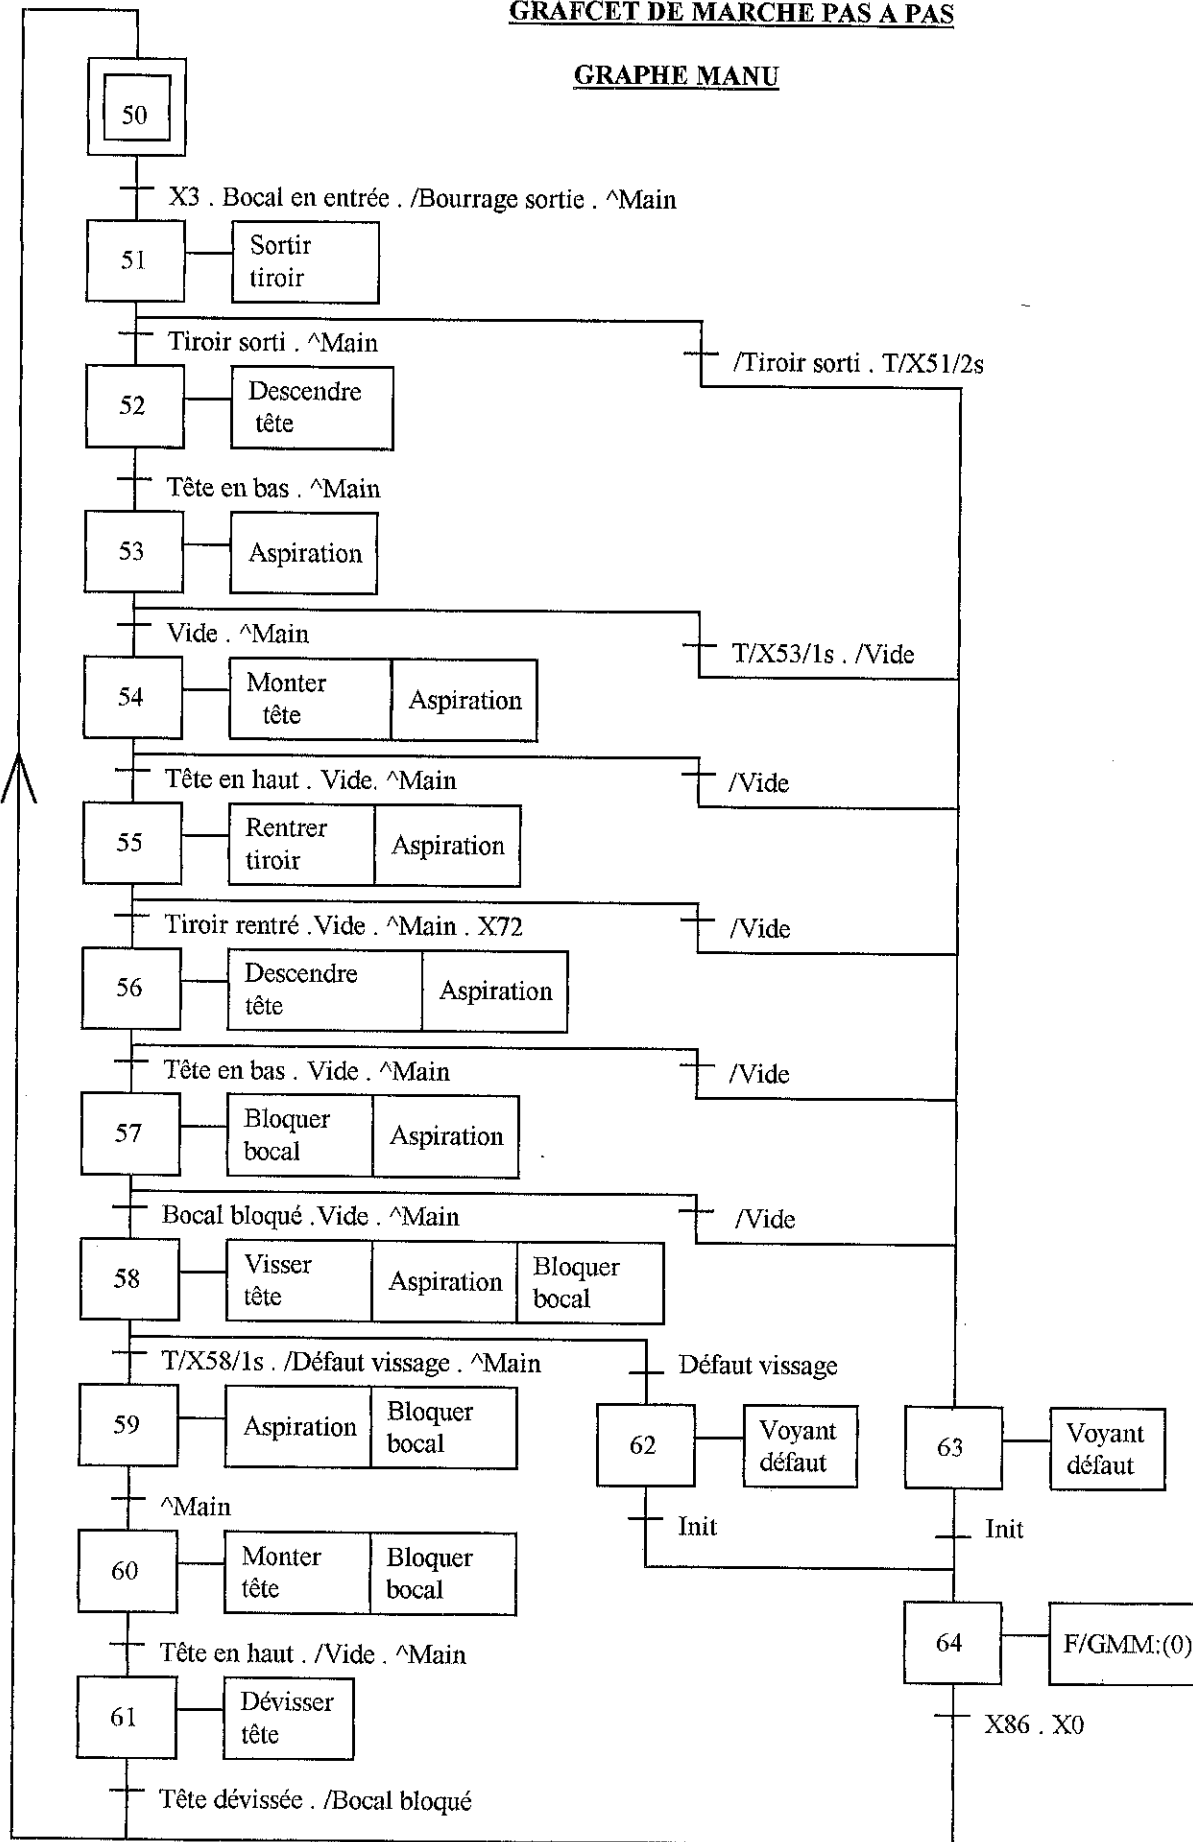 GRAFCET DE MARCHE PAS A PAS
GRAPHE MANU
50
X3 . Bocal en entrée . /Bourrage sortie . ^Main
51
Sortir
tiroir
Tiroir sorti . ^Main
/Tiroir sorti . T/X51/2s
52
Descendre
tête
Tête en bas . ^Main
53
Aspiration
Vide . ^Main
T/X53/1s . /Vide
54
Monter
tête
Aspiration
Tête en haut . Vide. ^Main
/Vide
55
Rentrer
tiroir
Aspiration
Tiroir rentré .Vide . ^Main . X72
/Vide
56
Descendre
tête
Aspiration
Tête en bas . Vide . ^Main
/Vide
57
Bloquer
bocal
Aspiration
Bocal bloqué .Vide . ^Main
/Vide
58
Visser
tête
Aspiration
Bloquer
bocal
T/X58/1s . /Défaut vissage . ^Main
Défaut vissage
59
Aspiration
Bloquer
bocal
62
Voyant
défaut
63
Voyant
défaut
^Main
Init
Init
60
Monter
tête
Bloquer
bocal
Tête en haut . /Vide . ^Main
64
F/GMM:(0)
61
Dévisser
tête
X86 . X0
Tête dévissée . /Bocal bloqué